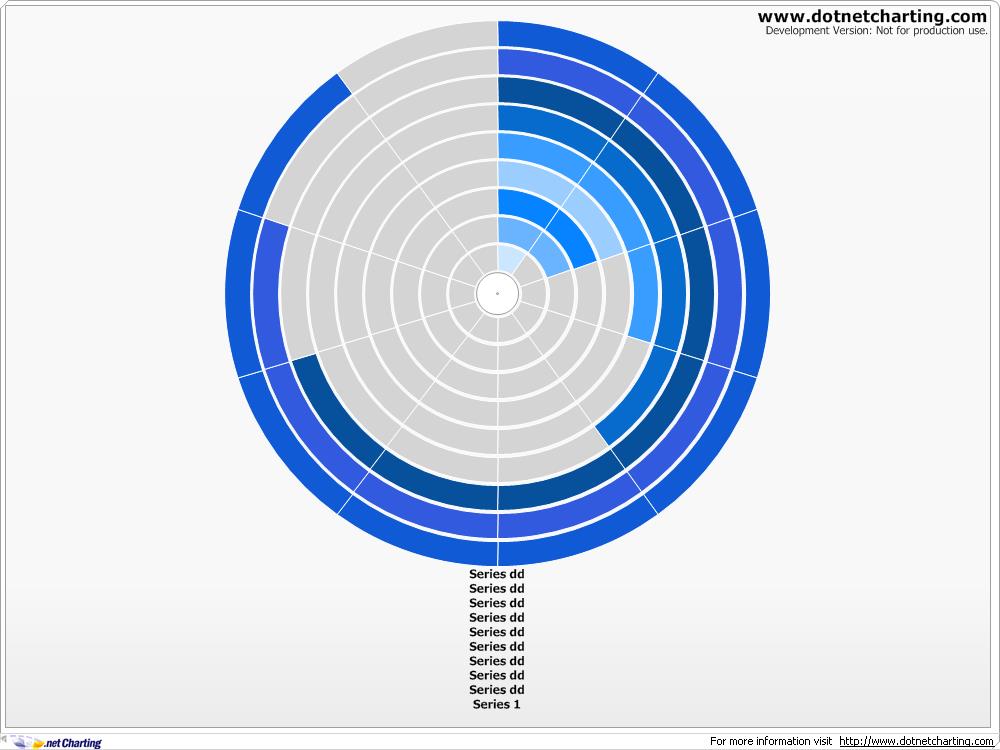 www.dotnetcharting.com
Development Version: Not for production use.
Series dd
Series dd
Series dd
Series dd
Series dd
Series dd
Series dd
Series dd
Series dd
Series 1
.net Charting
For more information visit http://www.dotnetcharting.com